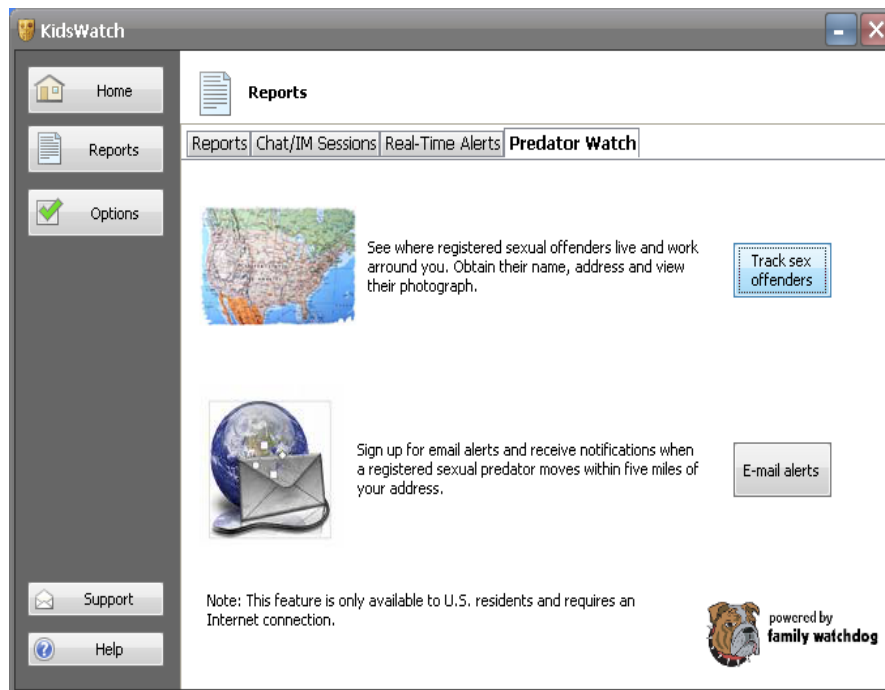 KidsWatch
Home
Reports
Options
Support
Help
Reports
Reports Chat/IM Sessions Real-Time Alerts Predator Watch
See where registered sexual offenders live and work
arround you. Obtain their name, address and view
their photograph.
Track sex
offenders
Sign up for email alerts and receive notifications when
a registered sexual predator moves within five miles of
your address.
E-mail alerts
Note: This feature is only available to U.S. residents and requires an
Internet connection.
powered by
family watchdog